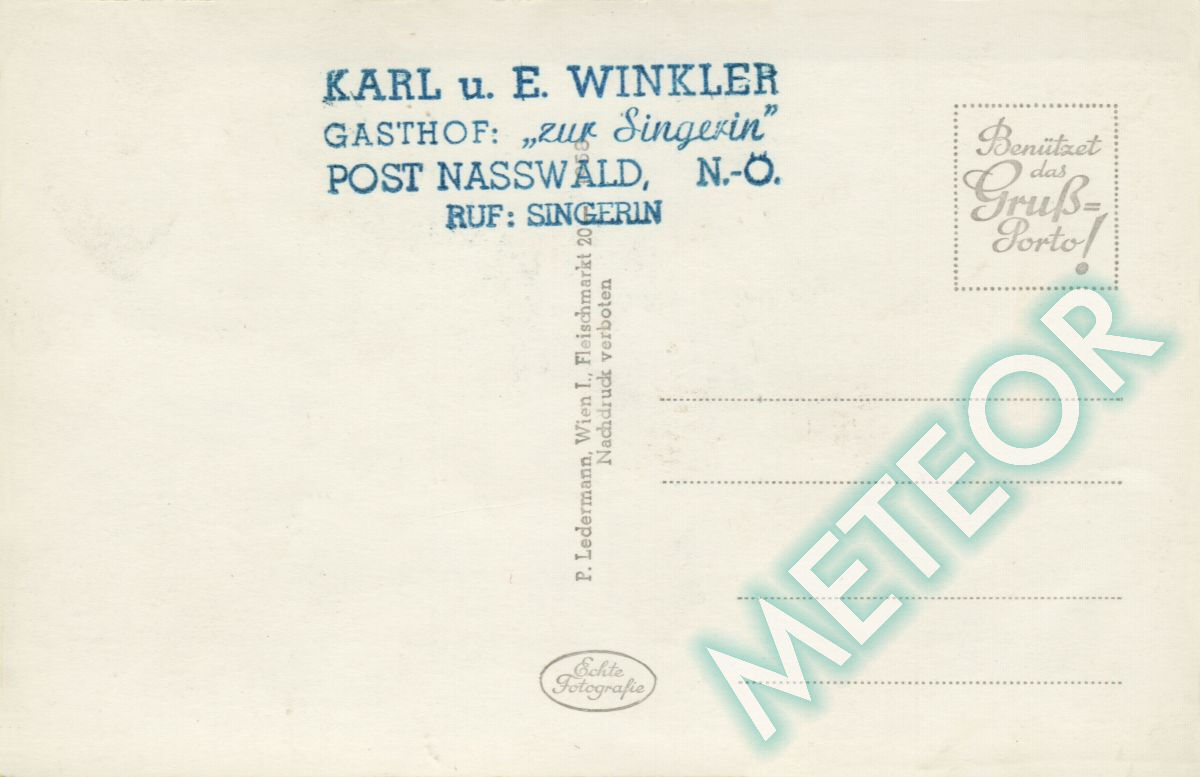 KARL u. E. WINKLER
GASTHOF: „zur Singerin”
POST NASSWALD, N.-Ö.
RUF: SINGERIN
Benützet
das
Gruß=
Porto!
P. Ledermann, Wien I., Fleischmarkt 20
Nachdruck verboten
Echte
Fotografie
METEOR